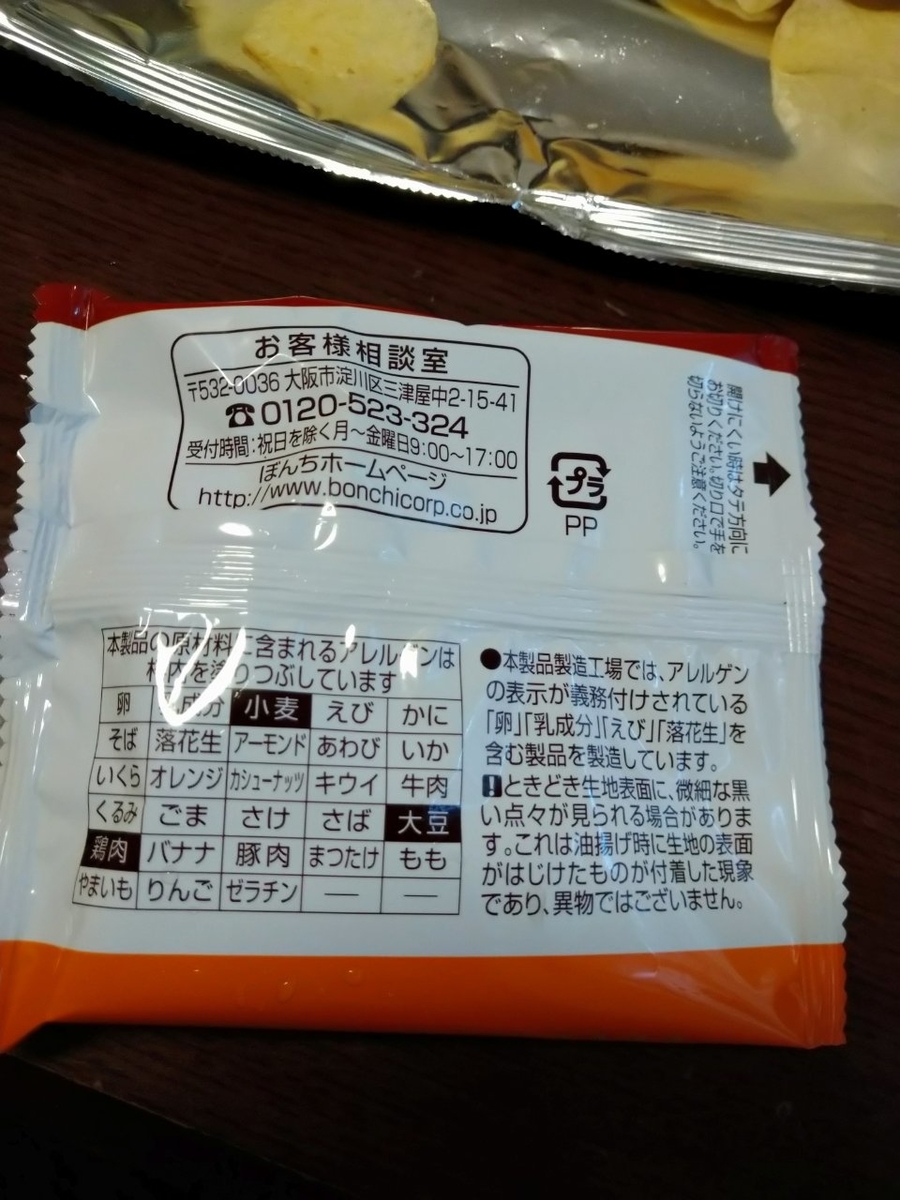 お客様相談室
〒532-0036 大阪市淀川区三津屋中2-15-41
☎0120-523-324
受付時間:祝日を除く月〜金曜日9:00〜17:00
ぼんちホームページ
http://www.bonchicorp.co.jp
プラ
PP
開けにくい時はタテ方向に
お切りください。切り口で手を
切らないようご注意ください。
本製品の原材料に含まれるアレルゲンは
枠内を塗りつぶしています
卵 成分 小麦 えび かに
そば 落花生 アーモンド あわび いか
いくら オレンジ カシューナッツ キウイ 牛肉
くるみ ごま さけ さば 大豆
鶏肉 バナナ 豚肉 まつたけ もも
やまいも りんご ゼラチン ― ―
●本製品製造工場では、アレルゲン
の表示が義務付けされている
「卵」「乳成分」「えび」「落花生」を
含む製品を製造しています。
!ときどき生地表面に、微細な黒
い点々が見られる場合がありま
す。これは油揚げ時に生地の表面
がはじけたものが付着した現象
であり、異物ではございません。